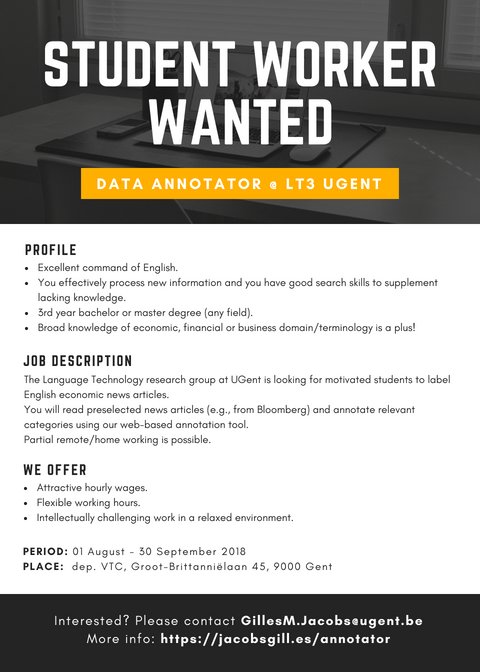 STUDENT WORKER
WANTED
DATA ANNOTATOR @ LT3 UGENT
PROFILE
• Excellent command of English.
• You effectively process new information and you have good search skills to supplement
lacking knowledge.
• 3rd year bachelor or master degree (any field).
• Broad knowledge of economic, financial or business domain/terminology is a plus!
JOB DESCRIPTION
The Language Technology research group at UGent is looking for motivated students to label
English economic news articles.
You will read preselected news articles (e.g., from Bloomberg) and annotate relevant
categories using our web-based annotation tool.
Partial remote/home working is possible.
WE OFFER
• Attractive hourly wages.
• Flexible working hours.
• Intellectually challenging work in a relaxed environment.
PERIOD: 01 August - 30 September 2018
PLACE: dep. VTC, Groot-Brittanniëlaan 45, 9000 Gent
Interested? Please contact GillesM.Jacobs@ugent.be
More info: https://jacobsgill.es/annotator